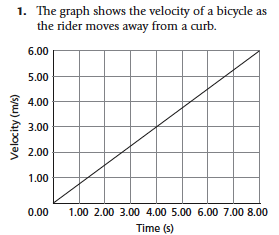 1. The graph shows the velocity of a bicycle as
the rider moves away from a curb.
6.00
5.00
4.00
3.00
2.00
1.00
0.00 1.00 2.00 3.00 4.00 5.00 6.00 7.00 8.00
Velocity (m/s)
Time (s)